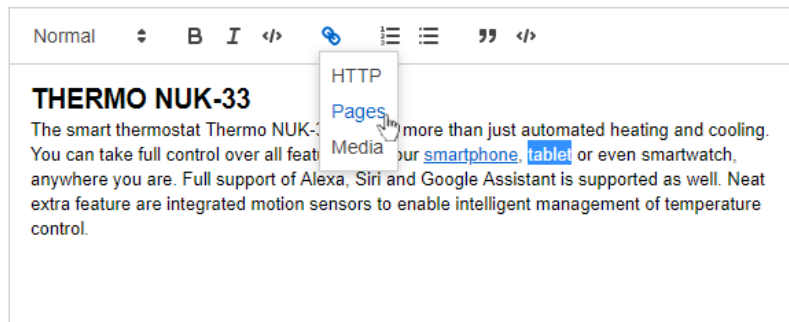 Normal
HTTP
Pages
Media
THERMO NUK-33
The smart thermostat Thermo NUK-3 more than just automated heating and cooling.
You can take full control over all feat our smartphone, tablet or even smartwatch,
anywhere you are. Full support of Alexa, Siri and Google Assistant is supported as well. Neat
extra feature are integrated motion sensors to enable intelligent management of temperature
control.